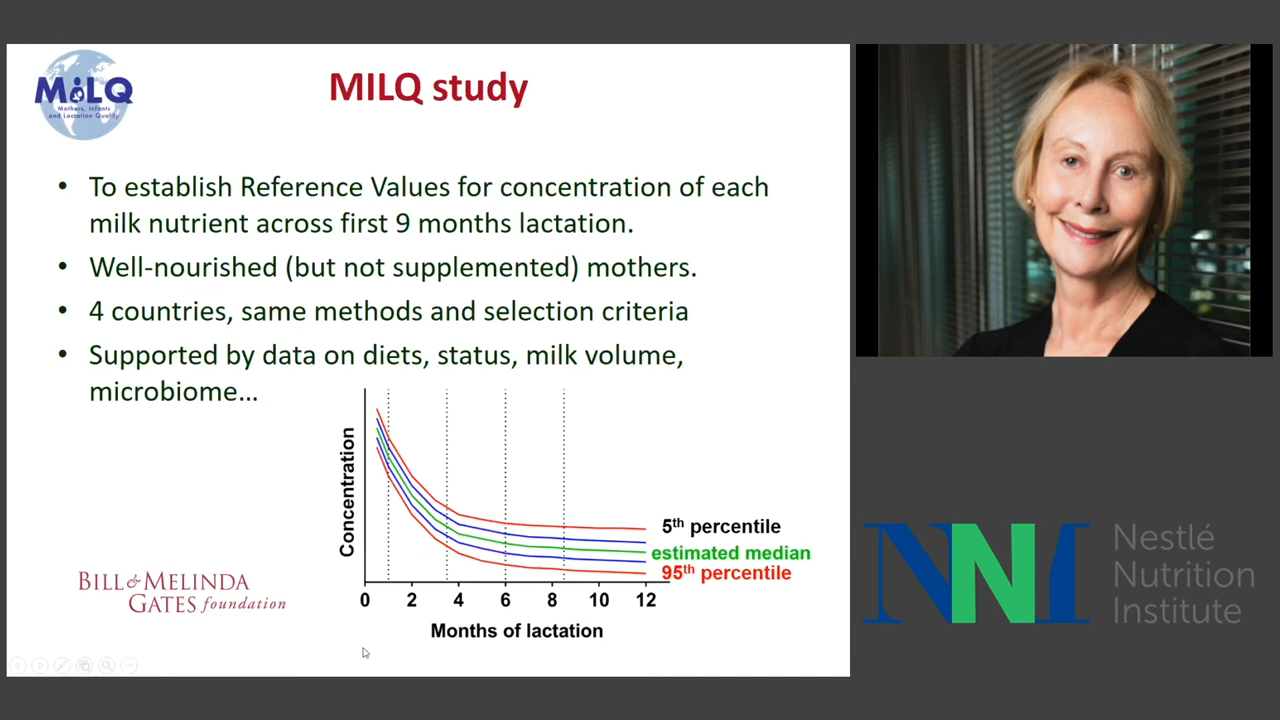 MiLQ
Mothers, Infants
and Lactation Quality
MILQ study
• To establish Reference Values for concentration of each
milk nutrient across first 9 months lactation.
• Well-nourished (but not supplemented) mothers.
• 4 countries, same methods and selection criteria
• Supported by data on diets, status, milk volume,
microbiome…
Concentration
5th percentile
estimated median
95th percentile
0 2 4 6 8 10 12
Months of lactation
BILL & MELINDA
GATES foundation
NNI
Nestlé
Nutrition
Institute